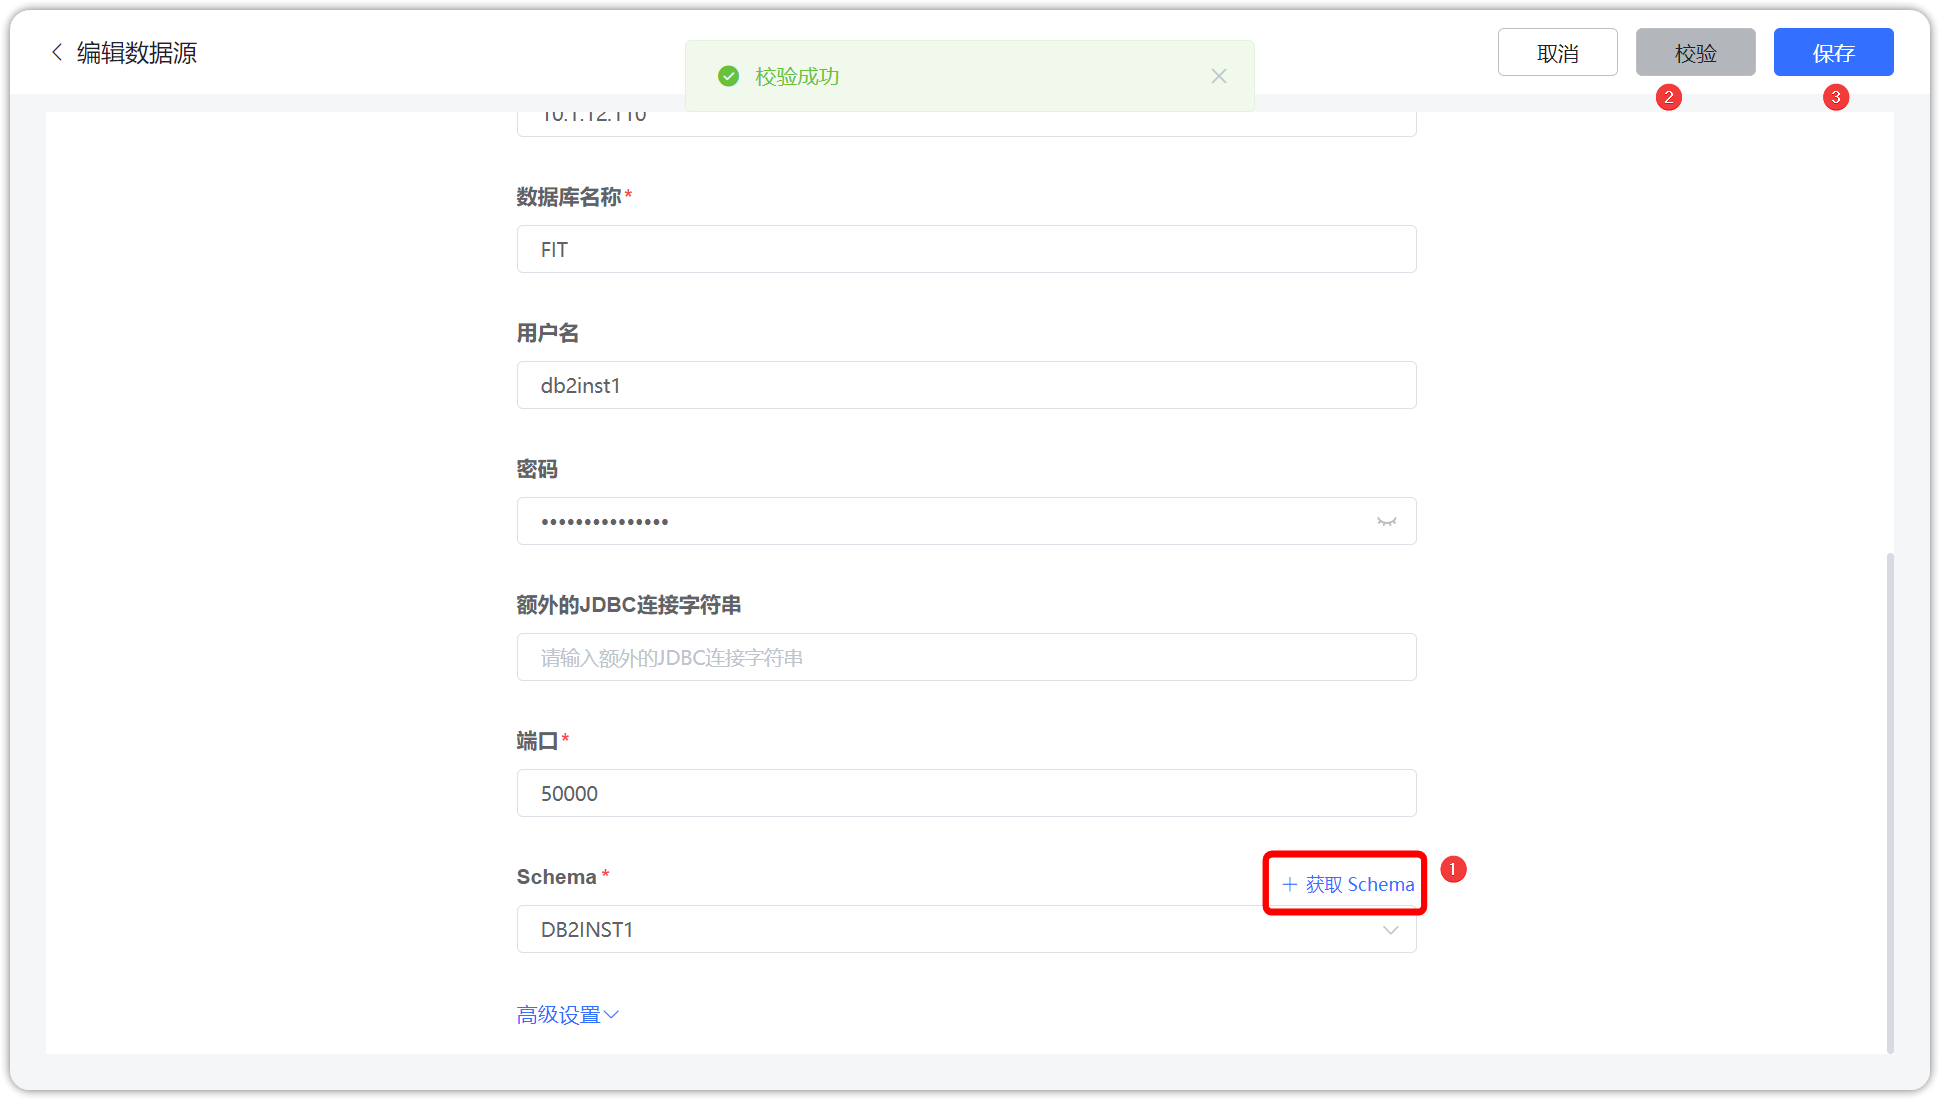 编辑数据源
校验成功
取消
校验
保存
2
3
10.1.12.110
数据库名称*
FIT
用户名
db2inst1
密码
•••••••••••••••
额外的JDBC连接字符串
请输入额外的JDBC连接字符串
端口*
50000
Schema *
+ 获取 Schema
1
DB2INST1
高级设置